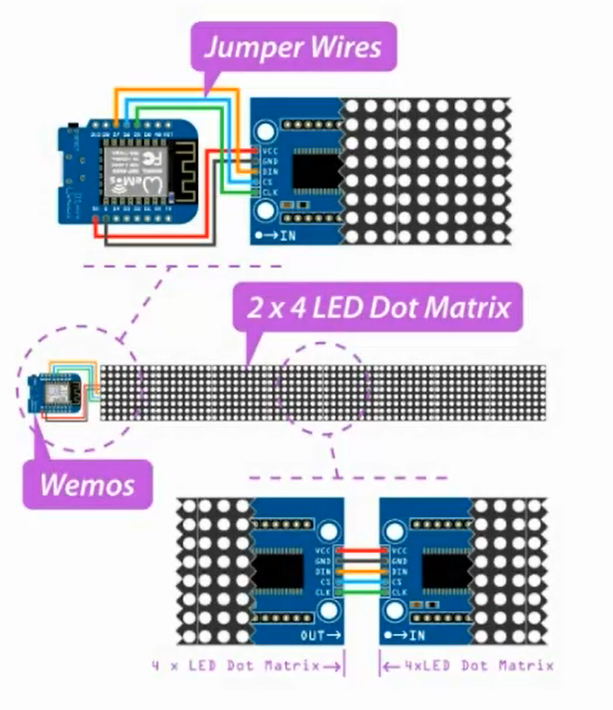 Jumper Wires
WeMos
VCC
GND
DIN
CS
CLK
IN
2 x 4 LED Dot Matrix
Wemos
VCC
GND
DIN
CS
CLK
OUT→
VCC
GND
DIN
CS
CLK
→IN
4 x LED Dot Matrix
4xLED Dot Matrix